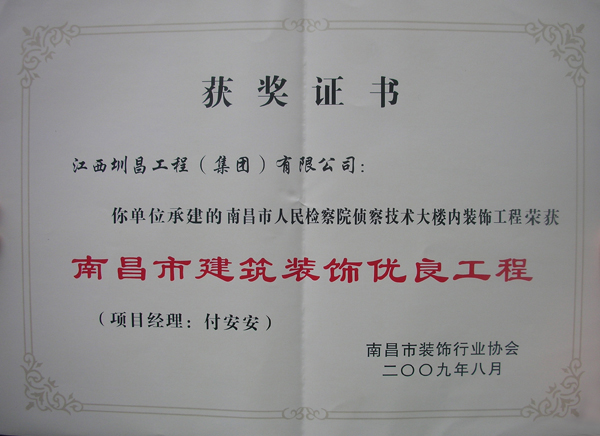 获奖证书
江西圳昌工程（集团）有限公司：
你单位承建的南昌市人民检察院侦察技术大楼内装饰工程荣获
南昌市建筑装饰优良工程
（项目经理：付安安）
南昌市装饰行业协会
二〇〇九年八月